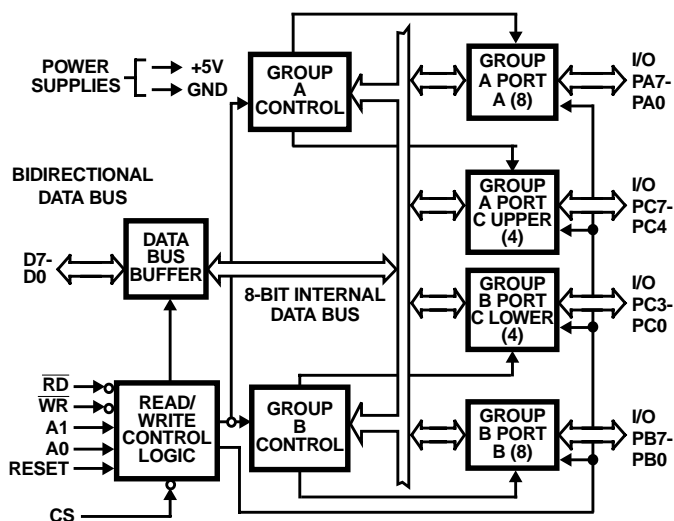 POWER
SUPPLIES
+5V
GND
GROUP
A
CONTROL
GROUP
A PORT
A (8)
I/O
PA7-
PA0
BIDIRECTIONAL
DATA BUS
GROUP
A PORT
C UPPER
(4)
I/O
PC7-
PC4
D7-
D0
DATA
BUS
BUFFER
8-BIT INTERNAL
DATA BUS
GROUP
B PORT
C LOWER
(4)
I/O
PC3-
PC0
RD
WR
A1
A0
RESET
CS
READ/
WRITE
CONTROL
LOGIC
GROUP
B
CONTROL
GROUP
B PORT
B (8)
I/O
PB7-
PB0